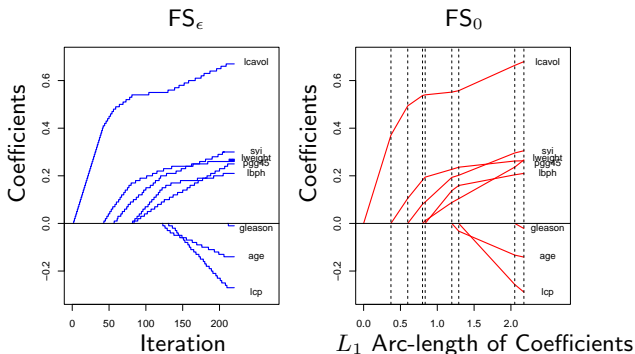 FSϵ
FS0
Coefficients
0.6
0.4
0.2
0.0
−0.2
lcavol
svi
lweight
pgg45
lbph
gleason
age
lcp
0 50 100 150 200
Iteration
Coefficients
0.6
0.4
0.2
0.0
−0.2
lcavol
svi
lweight
pgg45
lbph
gleason
age
lcp
0.0 0.5 1.0 1.5 2.0
L1 Arc-length of Coefficients